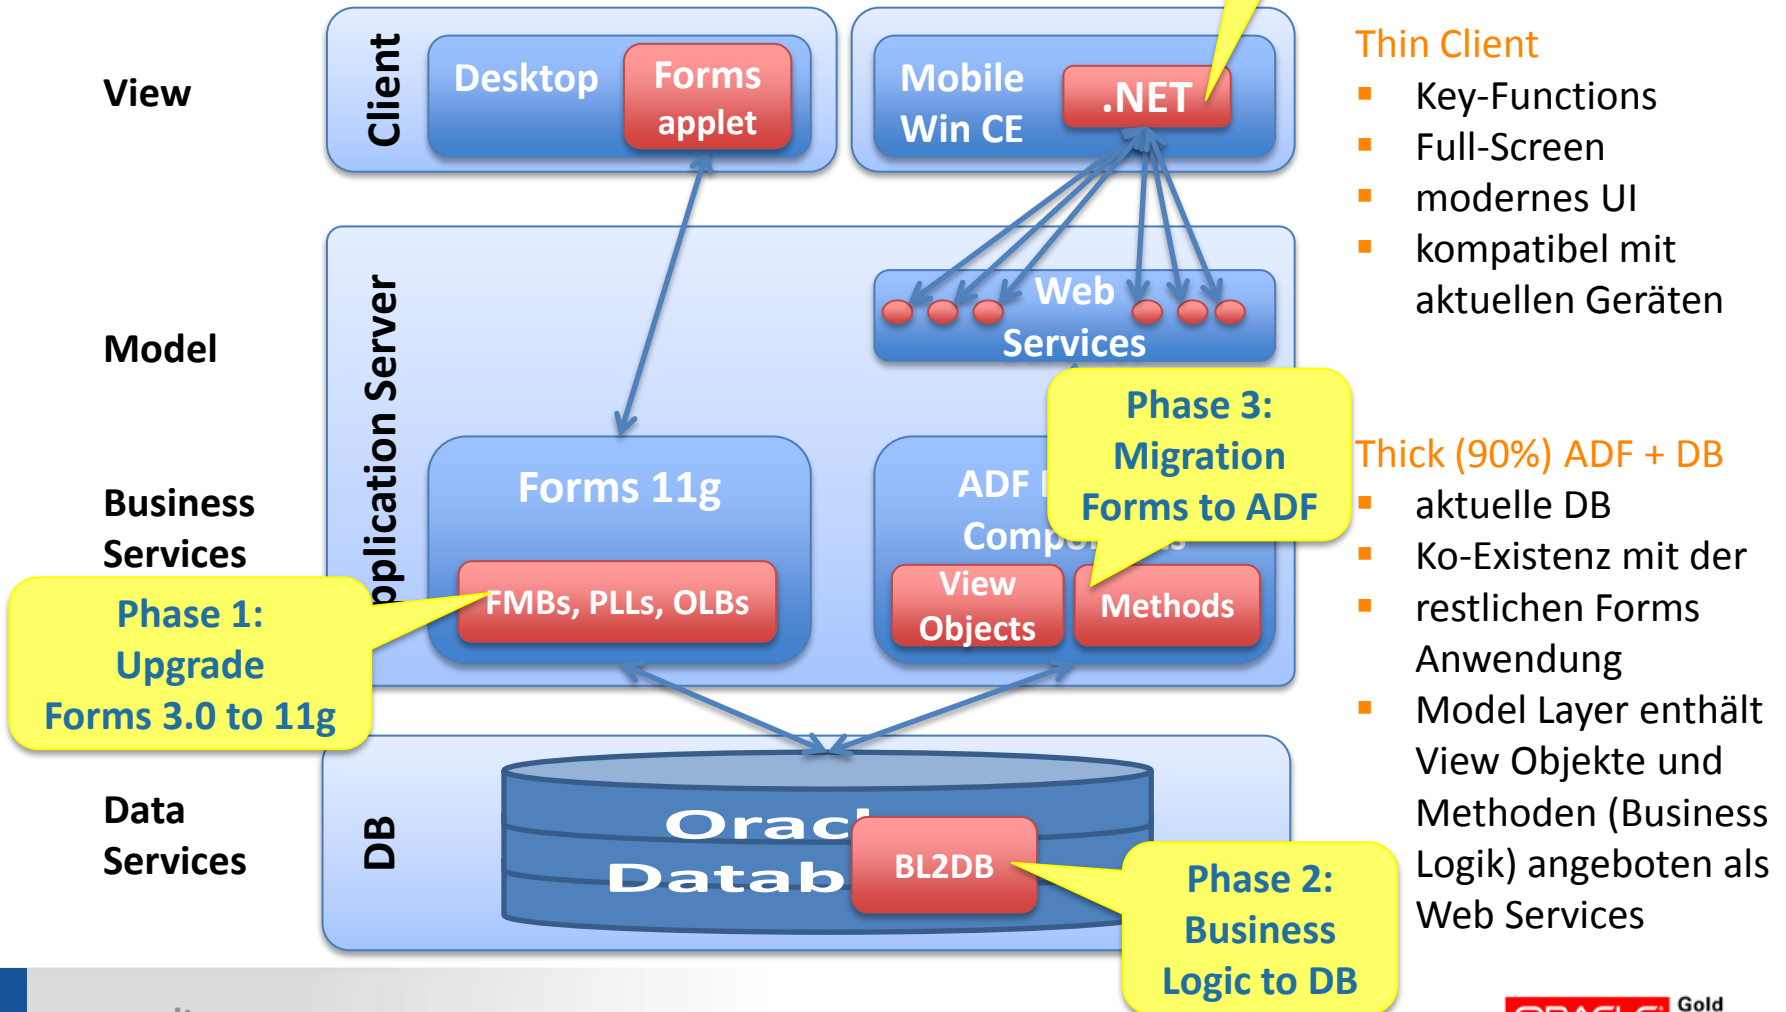 View
Client
Desktop
Forms
applet
Mobile
Win CE
.NET
Thin Client
Key-Functions
Full-Screen
modernes UI
kompatibel mit
aktuellen Geräten
Model
Web
Services
Phase 3:
Migration
Forms to ADF
Forms 11g
FMBs, PLLs, OLBs
ADF
View
Objects
Methods
Business
Services
Phase 1:
Upgrade
Forms 3.0 to 11g
Thick (90%) ADF + DB
aktuelle DB
Ko-Existenz mit der
restlichen Forms
Anwendung
Model Layer enthält
View Objekte und
Methoden (Business
Logik) angeboten als
Web Services
Data
Services
DB
BL2DB
Phase 2:
Business
Logic to DB
Server
ORACLE Gold